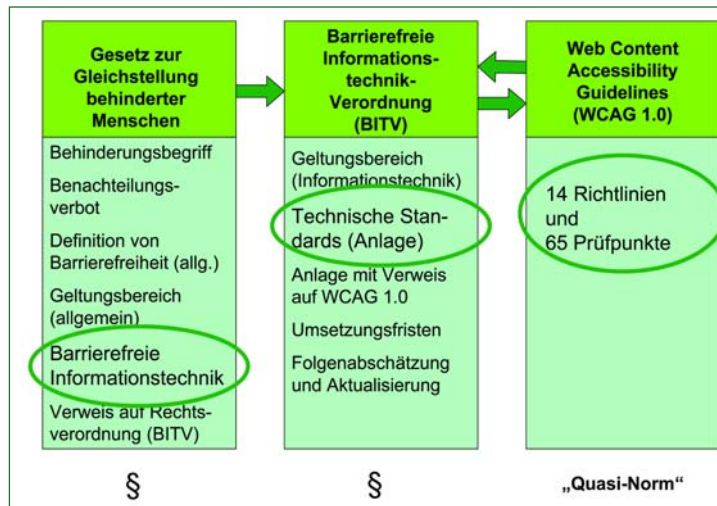 Gesetz zur
Gleichstellung
behinderter
Menschen
Behinderungsbegriff
Benachteilungs-
verbot
Definition von
Barrierefreiheit (allg.)
Geltungsbereich
(allgemein)
Barrierefreie
Informationstechnik
Verweis auf Rechts-
verordnung (BITV)
§
Barrierefreie
Informations-
technik-
Verordnung
(BITV)
Geltungsbereich
(Informationstechnik)
Technische Stan-
dards (Anlage)
Anlage mit Verweis
auf WCAG 1.0
Umsetzungsfristen
Folgenabschätzung
und Aktualisierung
§
Web Content
Accessibility
Guidelines
(WCAG 1.0)
14 Richtlinien
und
65 Prüfpunkte
„Quasi-Norm“